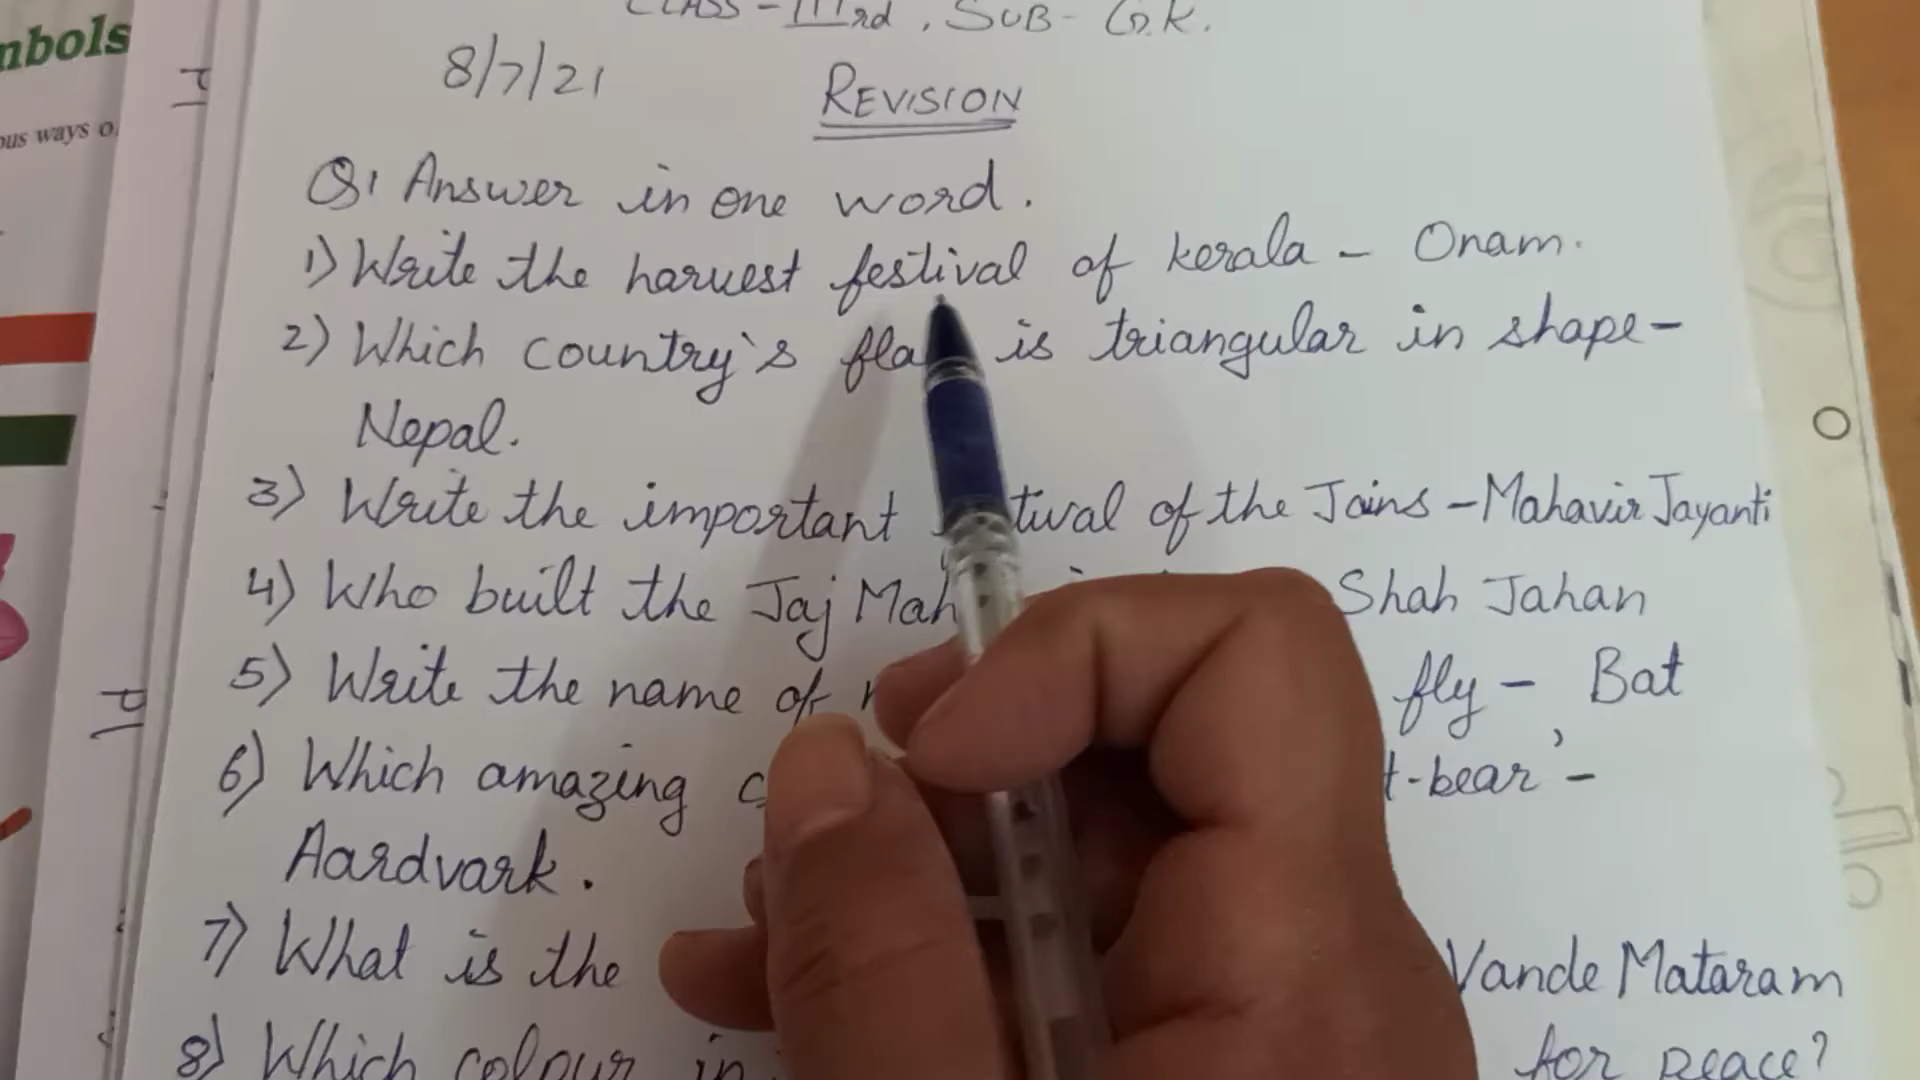 nbols
ous ways o
CLASS - IIIrd, SUB - G.K.
8/7/21
REVISION
Q1 Answer in one word.
1) Write the harvest festival of Kerala - Onam.
2) Which country's fla is triangular in shape -
Nepal.
3) Write the important tival of the Jains - Mahavir Jayanti
4) Who built the Taj Mah Shah Jahan
5) Write the name of fly - Bat
6) Which amazing t-bear' -
Aardvark.
7) What is the Vande Mataram
8) Which colour in for peace?